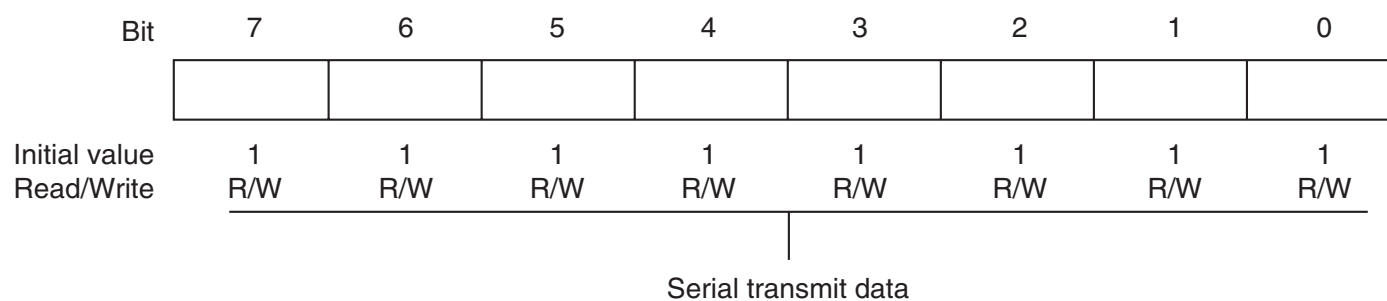 Bit 7 6 5 4 3 2 1 0
Initial value 1 1 1 1 1 1 1 1
Read/Write R/W R/W R/W R/W R/W R/W R/W R/W
Serial transmit data